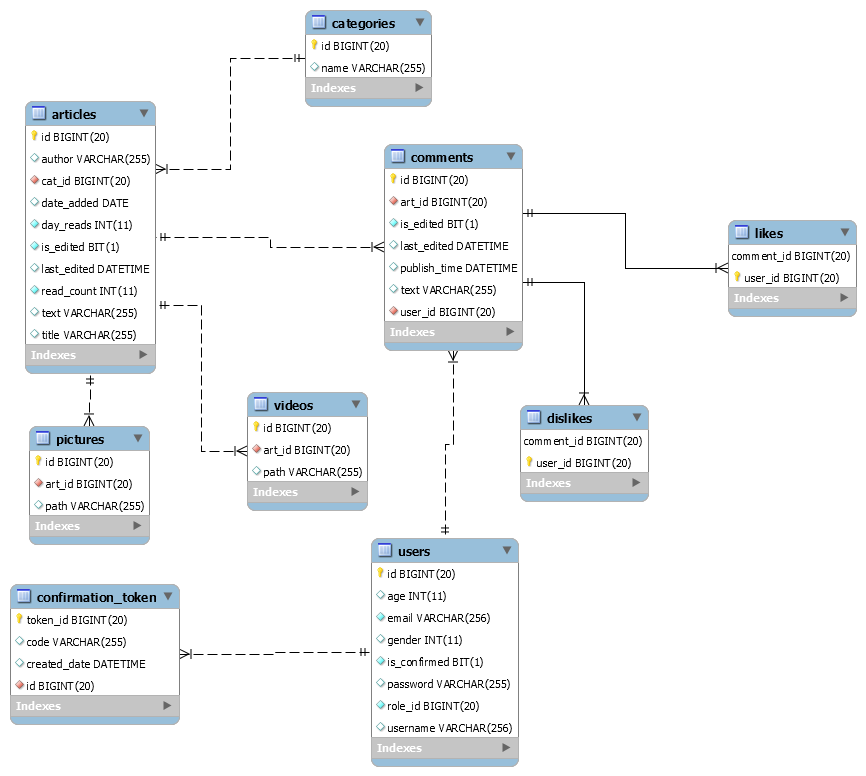 categories
id BIGINT(20)
name VARCHAR(255)
Indexes
articles
id BIGINT(20)
author VARCHAR(255)
cat_id BIGINT(20)
date_added DATE
day_reads INT(11)
is_edited BIT(1)
last_edited DATETIME
read_count INT(11)
text VARCHAR(255)
title VARCHAR(255)
Indexes
comments
id BIGINT(20)
art_id BIGINT(20)
is_edited BIT(1)
last_edited DATETIME
publish_time DATETIME
text VARCHAR(255)
user_id BIGINT(20)
Indexes
likes
comment_id BIGINT(20)
user_id BIGINT(20)
Indexes
videos
id BIGINT(20)
art_id BIGINT(20)
path VARCHAR(255)
Indexes
dislikes
comment_id BIGINT(20)
user_id BIGINT(20)
Indexes
pictures
id BIGINT(20)
art_id BIGINT(20)
path VARCHAR(255)
Indexes
users
id BIGINT(20)
age INT(11)
email VARCHAR(256)
gender INT(11)
is_confirmed BIT(1)
password VARCHAR(255)
role_id BIGINT(20)
username VARCHAR(256)
Indexes
confirmation_token
token_id BIGINT(20)
code VARCHAR(255)
created_date DATETIME
id BIGINT(20)
Indexes